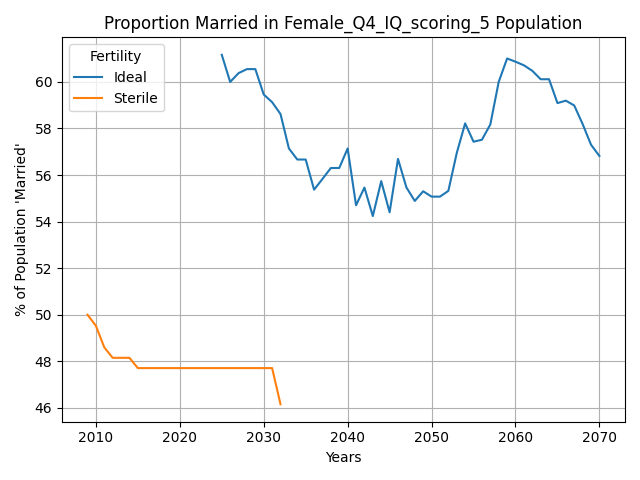 Proportion Married in Female_Q4_IQ_scoring_5 Population
Fertility
Ideal
Sterile
% of Population 'Married'
60
58
56
54
52
50
48
46
2010 2020 2030 2040 2050 2060 2070
Years